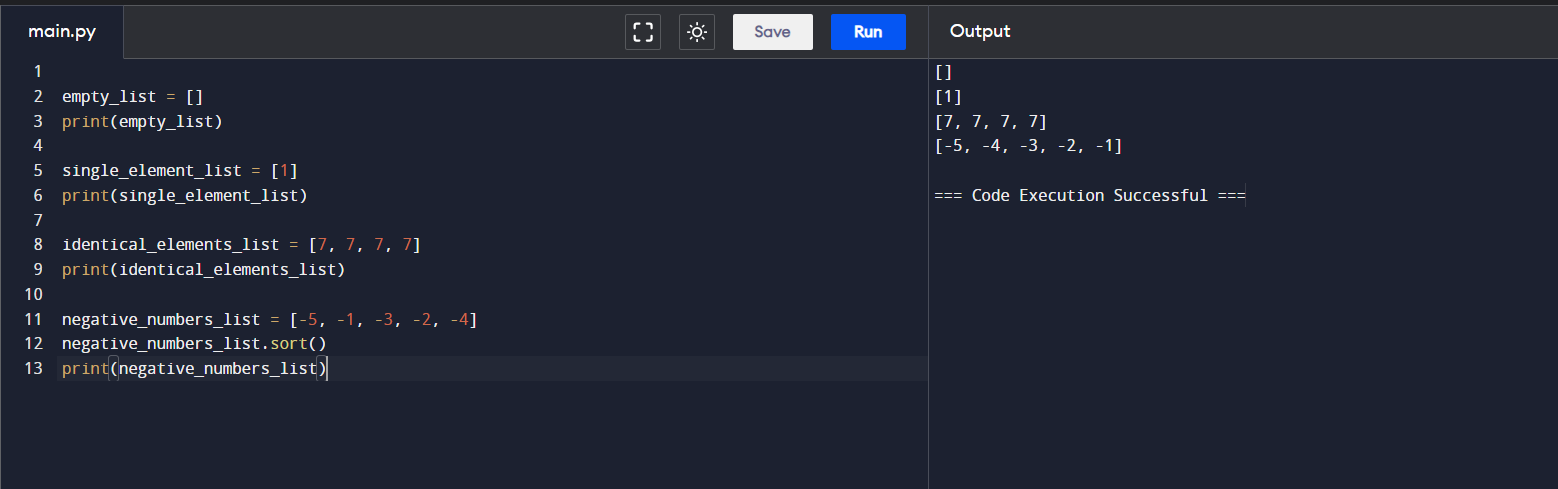 main.py
Save
Run
Output
1
2 empty_list = []
3 print(empty_list)
4
5 single_element_list = [1]
6 print(single_element_list)
7
8 identical_elements_list = [7, 7, 7, 7]
9 print(identical_elements_list)
10
11 negative_numbers_list = [-5, -1, -3, -2, -4]
12 negative_numbers_list.sort()
13 print(negative_numbers_list)
[]
[1]
[7, 7, 7, 7]
[-5, -4, -3, -2, -1]
=== Code Execution Successful ===